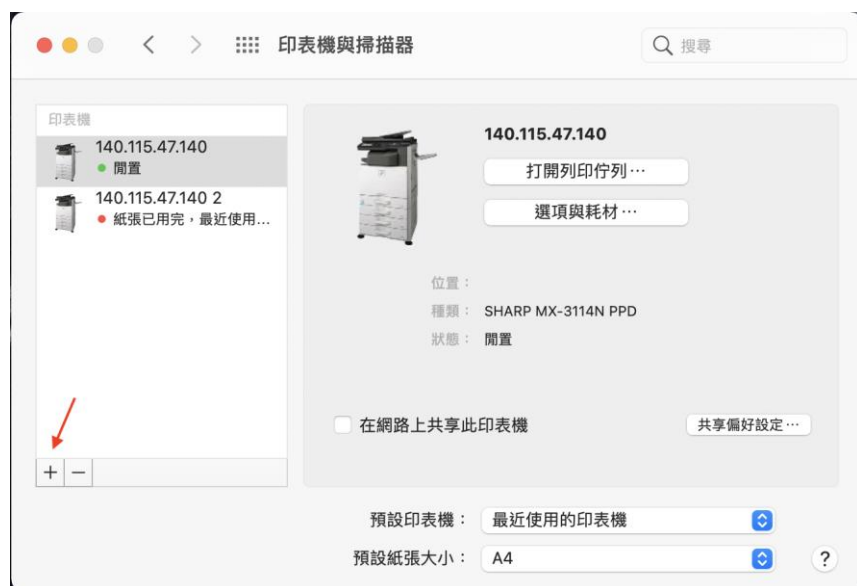 印表機與掃描器
搜尋
印表機
140.115.47.140
閒置
140.115.47.140 2
紙張已用完，最近使用...
+ −
140.115.47.140
打開列印佇列…
選項與耗材…
位置：
種類： SHARP MX-3114N PPD
狀態： 閒置
在網路上共享此印表機
共享偏好設定…
預設印表機： 最近使用的印表機
預設紙張大小： A4
?